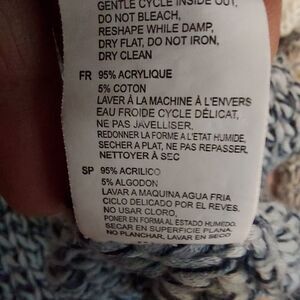 GENTLE CYCLE INSIDE OUT,
DO NOT BLEACH,
RESHAPE WHILE DAMP,
DRY FLAT, DO NOT IRON,
DRY CLEAN
FR 95% ACRYLIQUE
5% COTON
LAVER À LA MACHINE À L'ENVERS
EAU FROIDE CYCLE DÉLICAT,
NE PAS JAVELLISER,
REDONNER LA FORME A L'ETAT HUMIDE,
SECHER A PLAT, NE PAS REPASSER,
NETTOYER À SEC
SP 95% ACRILICO
5% ALGODON
LAVAR A MAQUINA AGUA FRIA
CICLO DELICADO POR EL REVES,
NO USAR CLORO,
PONER EN FORMA AL ESTADO HUMEDO,
SECAR EN SUPERFICIE PLANA,
NO PLANCHAR, LAVAR EN SECO